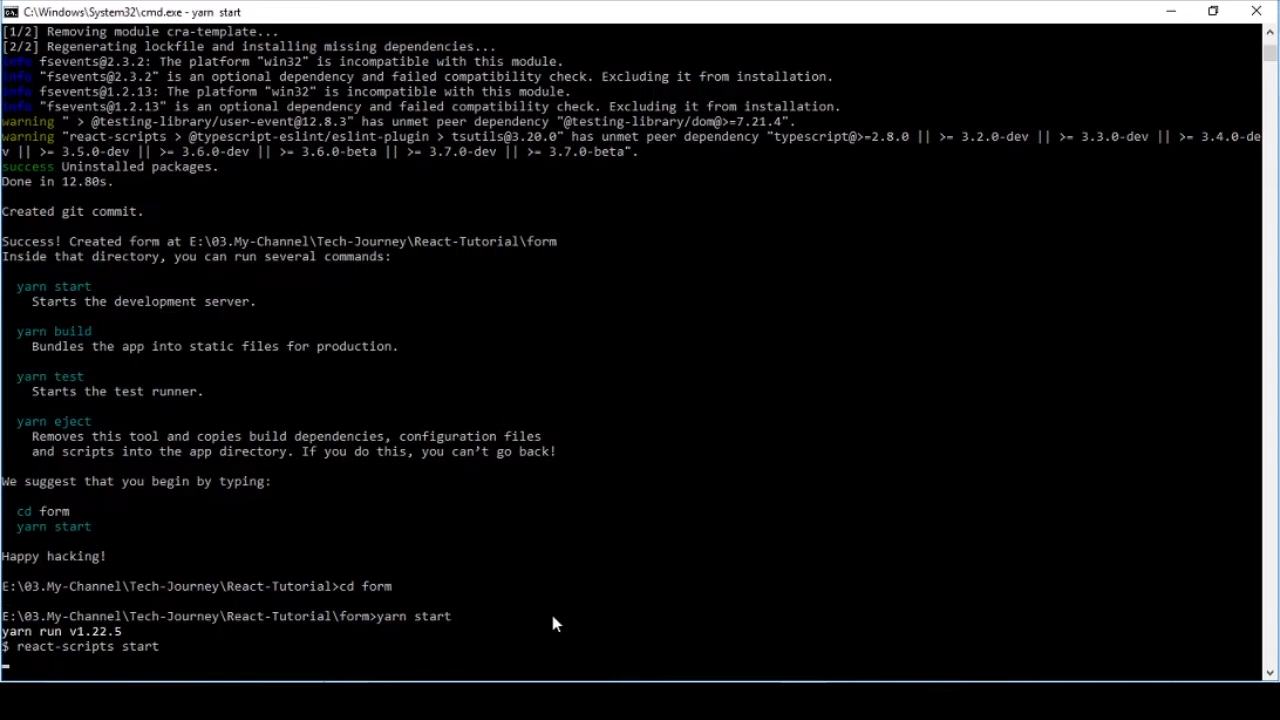 C:\Windows\System32\cmd.exe - yarn start
[1/2] Removing module cra-template...
[2/2] Regenerating lockfile and installing missing dependencies...
info fsevents@2.3.2: The platform "win32" is incompatible with this module.
info "fsevents@2.3.2" is an optional dependency and failed compatibility check. Excluding it from installation.
info fsevents@1.2.13: The platform "win32" is incompatible with this module.
info "fsevents@1.2.13" is an optional dependency and failed compatibility check. Excluding it from installation.
warning " > @testing-library/user-event@12.8.3" has unmet peer dependency "@testing-library/dom@>=7.21.4".
warning "react-scripts > @typescript-eslint/eslint-plugin > tsutils@3.20.0" has unmet peer dependency "typescript@>=2.8.0 || >= 3.2.0-dev || >= 3.3.0-dev || >= 3.4.0-de
v || >= 3.5.0-dev || >= 3.6.0-dev || >= 3.6.0-beta || >= 3.7.0-dev || >= 3.7.0-beta".
success Uninstalled packages.
Done in 12.80s.
Created git commit.
Success! Created form at E:\03.My-Channel\Tech-Journey\React-Tutorial\form
Inside that directory, you can run several commands:
yarn start
Starts the development server.
yarn build
Bundles the app into static files for production.
yarn test
Starts the test runner.
yarn eject
Removes this tool and copies build dependencies, configuration files
and scripts into the app directory. If you do this, you can’t go back!
We suggest that you begin by typing:
cd form
yarn start
Happy hacking!
E:\03.My-Channel\Tech-Journey\React-Tutorial>cd form
E:\03.My-Channel\Tech-Journey\React-Tutorial\form>yarn start
yarn run v1.22.5
$ react-scripts start